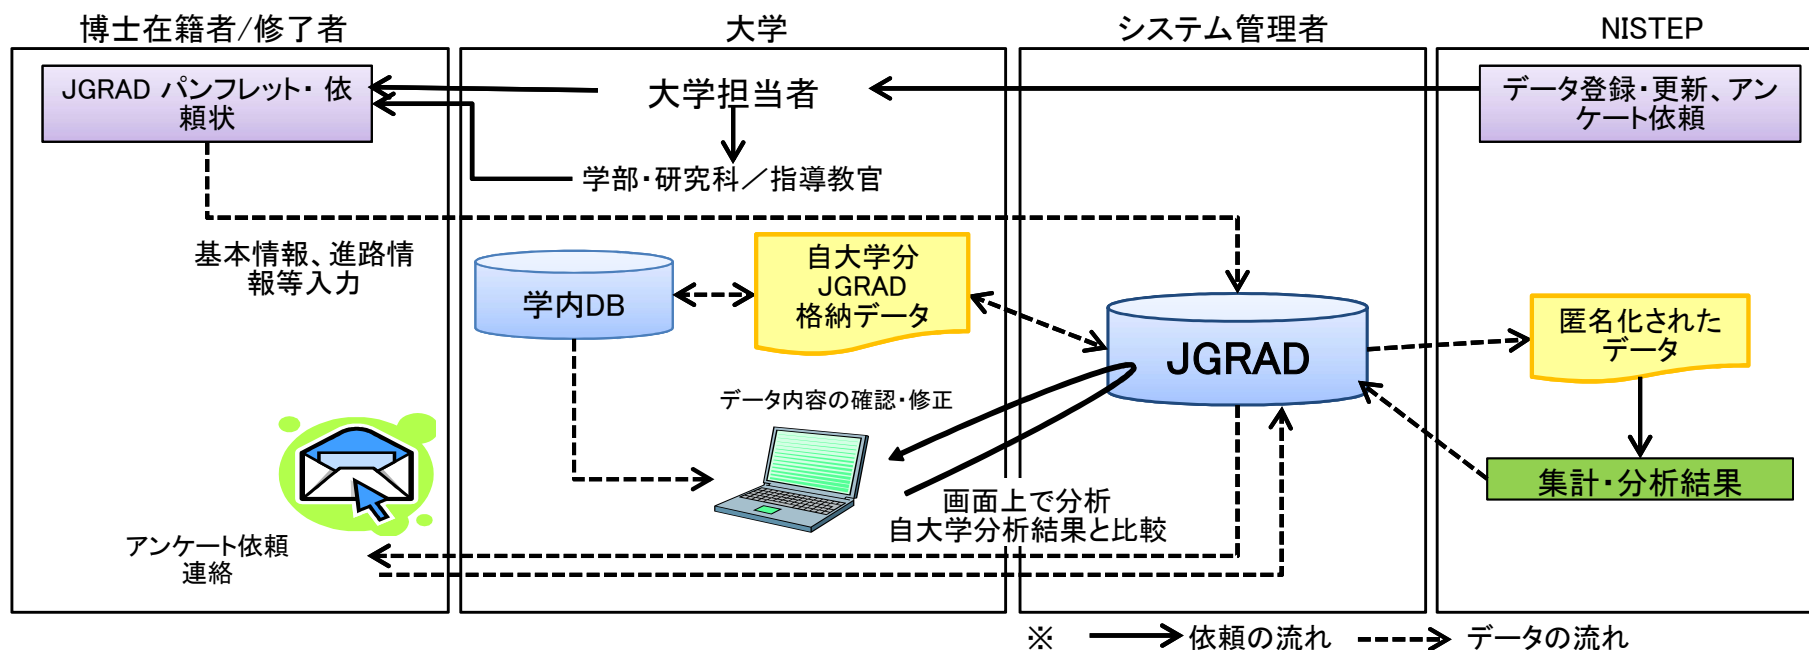 博士在籍者/修了者
大学
システム管理者
NISTEP
JGRAD パンフレット・ 依
頼状
大学担当者
データ登録・更新、アン
ケート依頼
学部・研究科／指導教官
基本情報、進路情
報等入力
学内DB
自大学分
JGRAD
格納データ
JGRAD
匿名化された
データ
データ内容の確認・修正
集計・分析結果
画面上で分析
自大学分析結果と比較
アンケート依頼
連絡
※ 依頼の流れ データの流れ